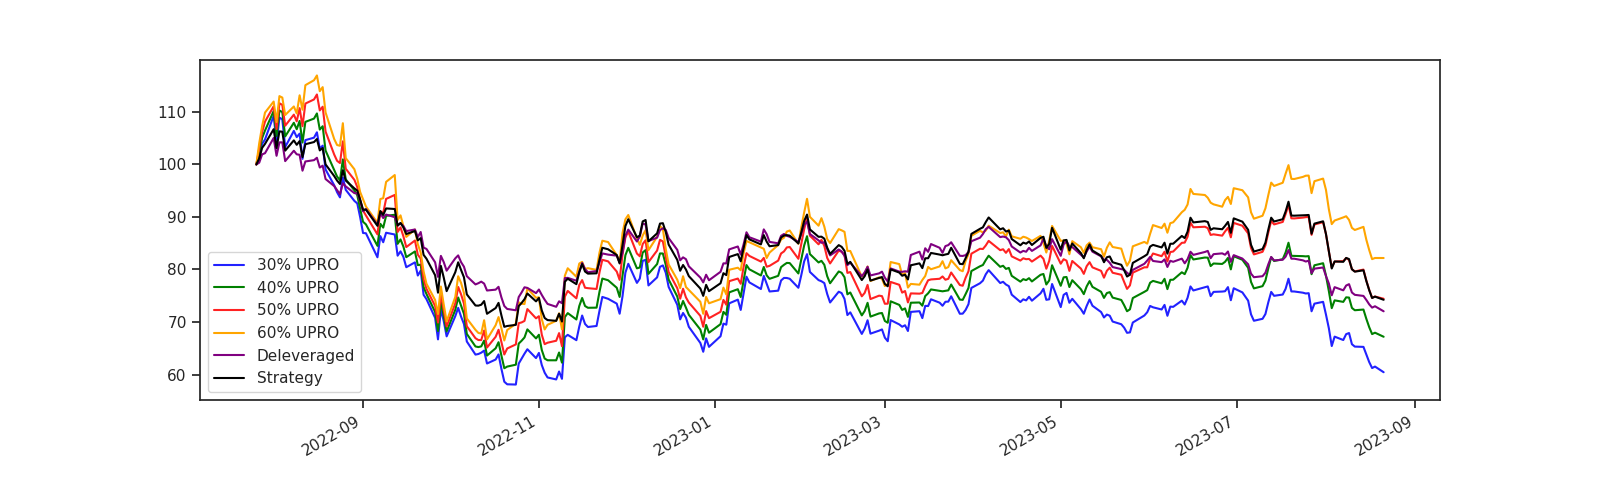 110
100
90
80
70
60
30% UPRO
40% UPRO
50% UPRO
60% UPRO
Deleveraged
Strategy
2022-09
2022-11
2023-01
2023-03
2023-05
2023-07
2023-09